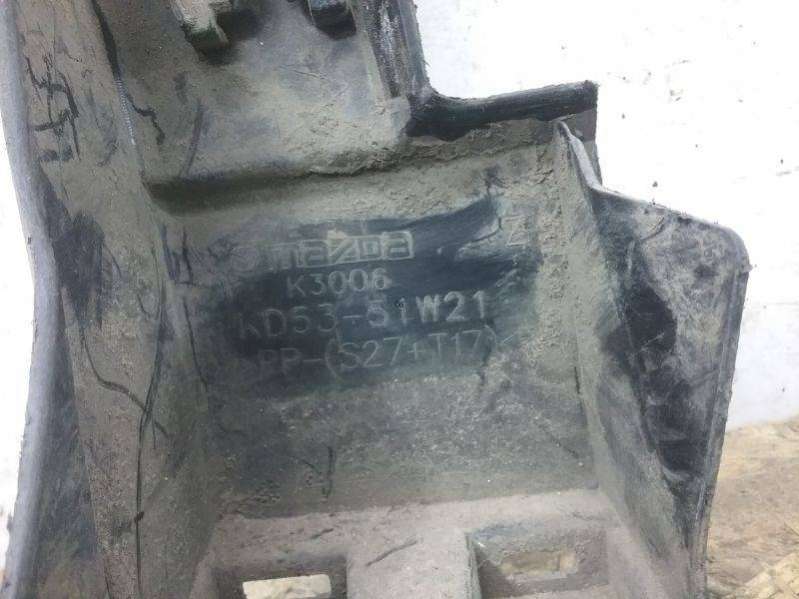 mazda
K3006
KD53-51W21
PP-(S27+T17)